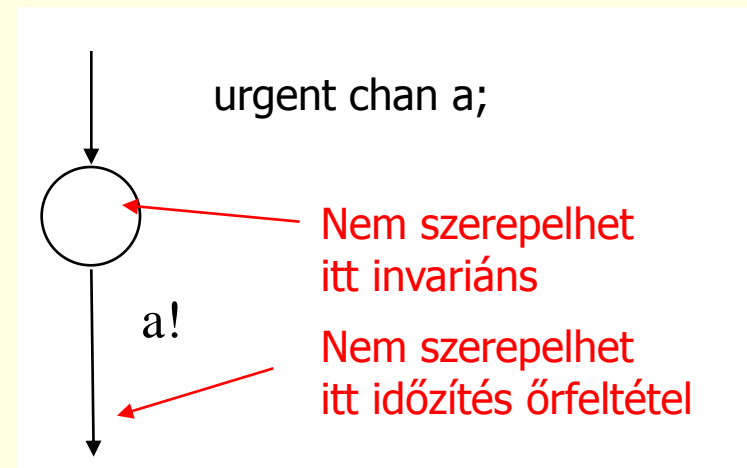 urgent chan a;
Nem szerepelhet
itt invariáns
a!
Nem szerepelhet
itt időzítés őrfeltétel